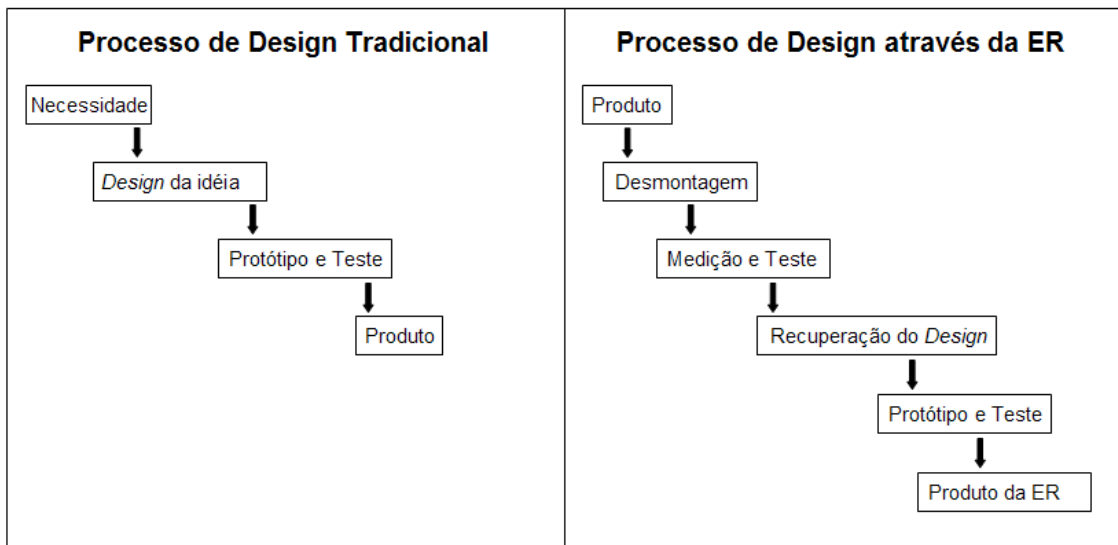 Processo de Design Tradicional
Necessidade
Design da idéia
Protótipo e Teste
Produto
Processo de Design através da ER
Produto
Desmontagem
Medição e Teste
Recuperação do Design
Protótipo e Teste
Produto da ER